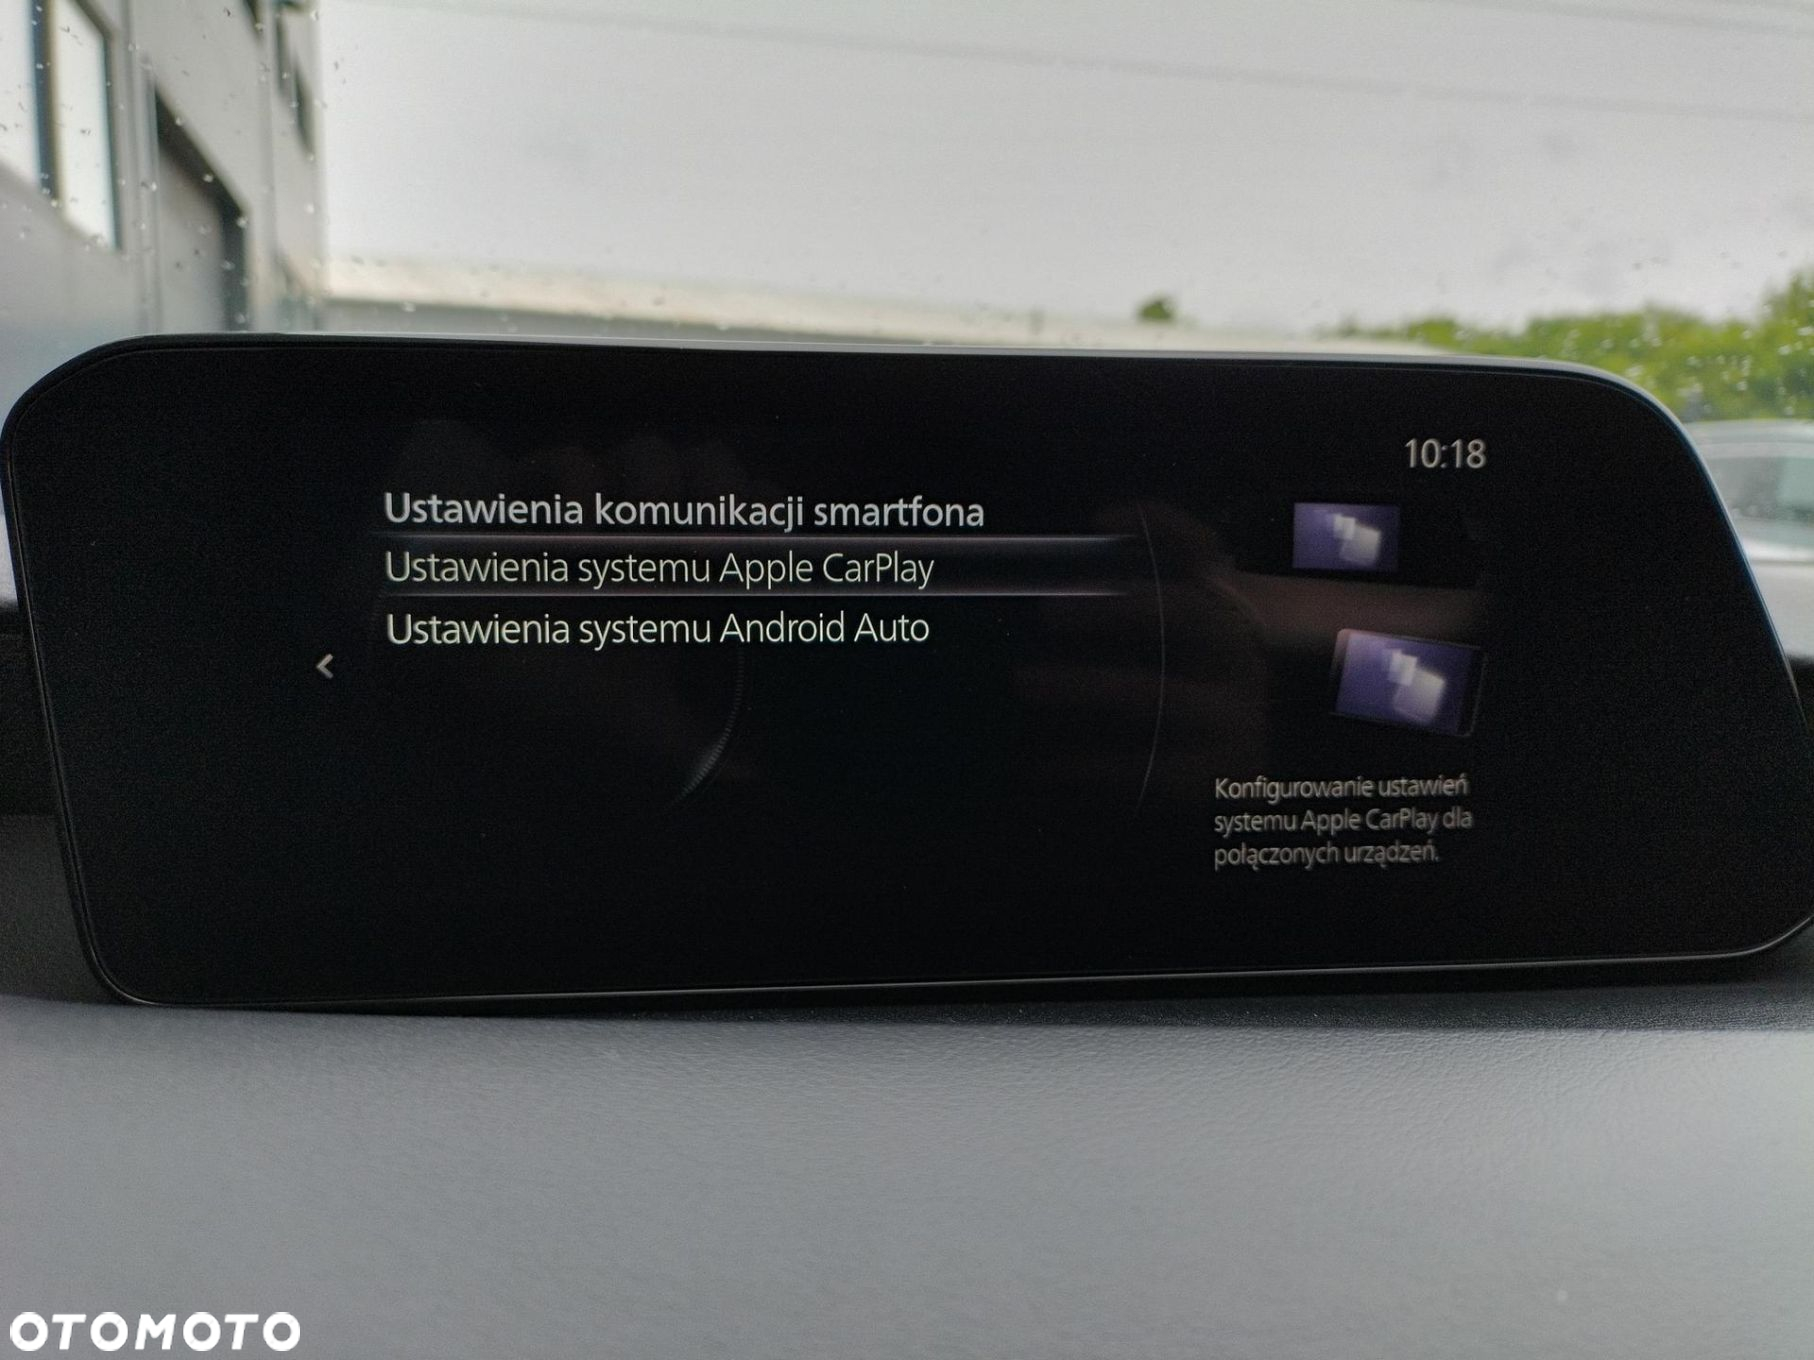 10:18
Ustawienia komunikacji smartfona
Ustawienia systemu Apple CarPlay
Ustawienia systemu Android Auto
<
Konfigurowanie ustawień
systemu Apple CarPlay dla
połączonych urządzeń.
OTOMOTO